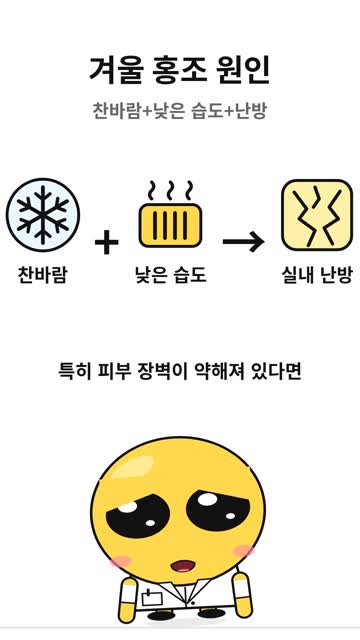 겨울 홍조 원인
찬바람+낮은 습도+난방
+
→
찬바람
낮은 습도
실내 난방
특히 피부 장벽이 약해져 있다면